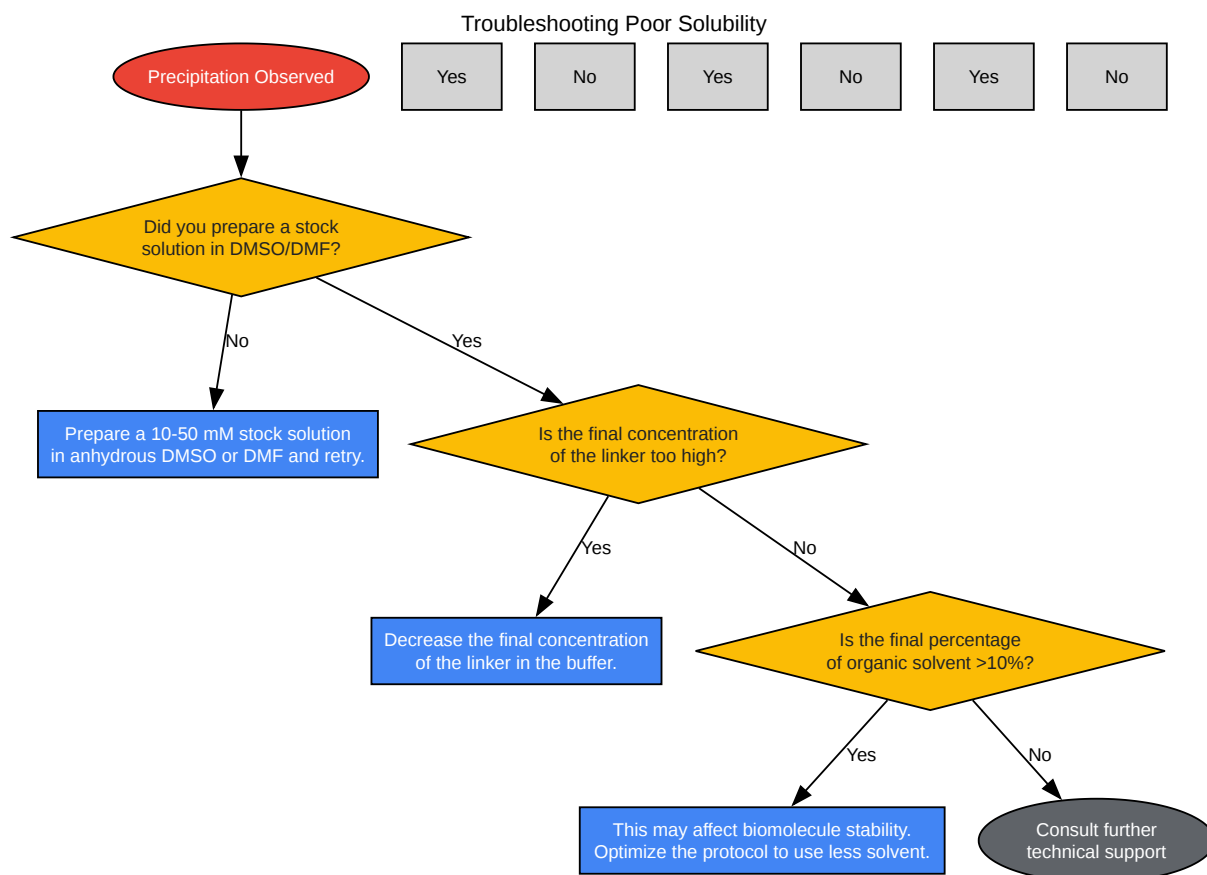 Troubleshooting Poor Solubility
Precipitation Observed
Yes
No
Yes
No
Yes
No
Did you prepare a stock
solution in DMSO/DMF?
No
Yes
Prepare a 10-50 mM stock solution
in anhydrous DMSO or DMF and retry.
Is the final concentration
of the linker too high?
Yes
No
Decrease the final concentration
of the linker in the buffer.
Is the final percentage
of organic solvent >10%?
Yes
No
This may affect biomolecule stability.
Optimize the protocol to use less solvent.
Consult further
technical support